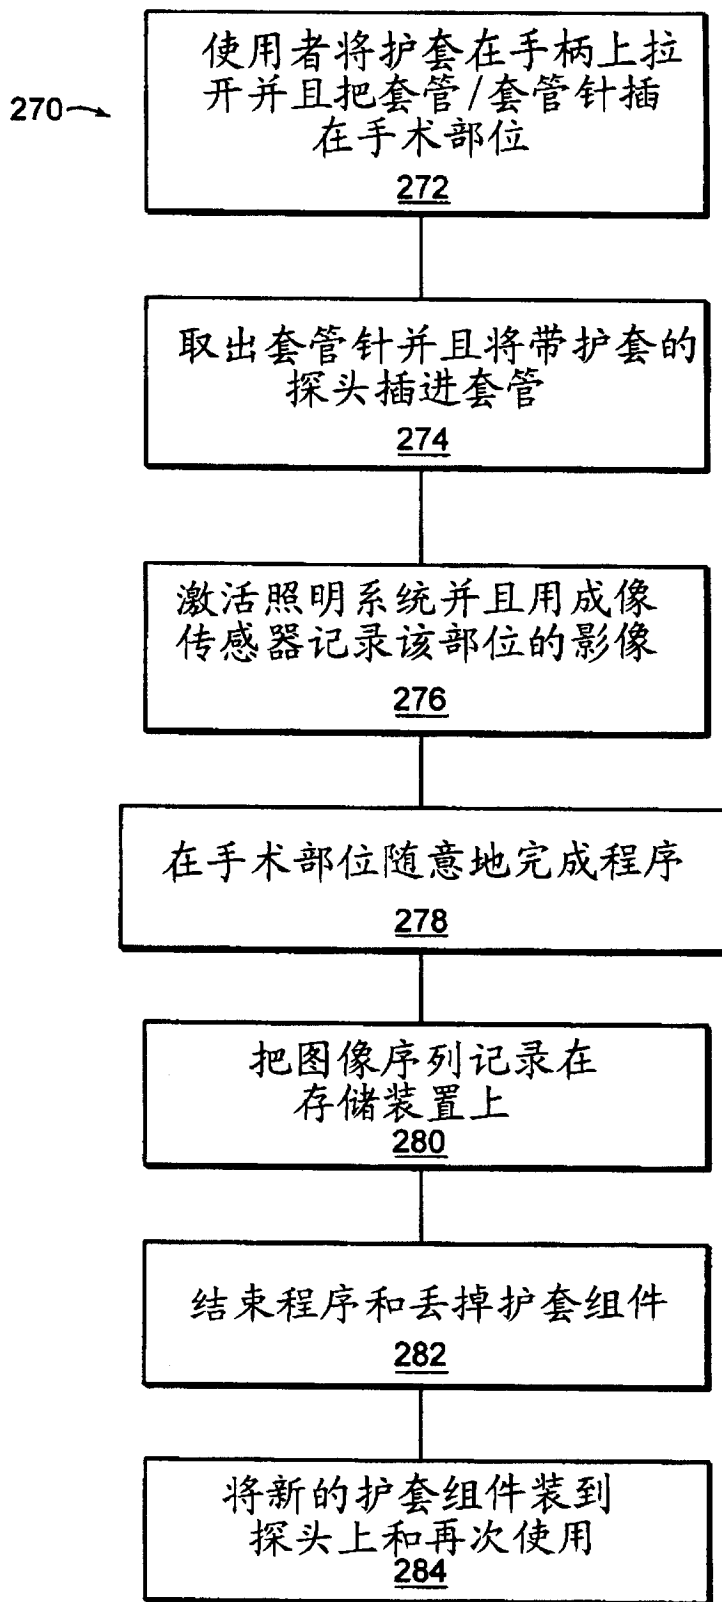 使用者将护套在手柄上拉
开并且把套管/套管针插
在手术部位
272
270
取出套管针并且将带护套的
探头插进套管
274
激活照明系统并且用成像
传感器记录该部位的影像
276
在手术部位随意地完成程序
278
把图像序列记录在
存储装置上
280
结束程序和丢掉护套组件
282
将新的护套组件装到
探头上和再次使用
284